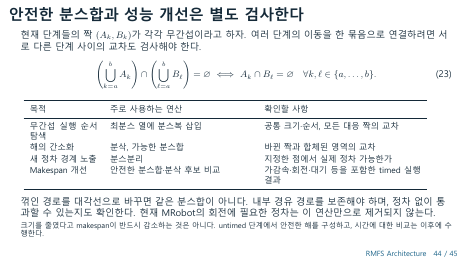 안전한 분스합과 성능 개선은 별도 검사한다
현재 단계들의 짝 (A_k, B_k)가 각각 무간섭이라고 하자. 여러 단계의 이동을 한 묶음으로 연결하려면 서
로 다른 단계 사이의 교차도 검사해야 한다.
(⋃_{k=a}^{b} A_k) ∩ (⋃_{ℓ=a}^{b} B_ℓ) = ∅ ⟺ A_k ∩ B_ℓ = ∅ ∀k, ℓ ∈ {a, …, b}. (23)
목적 주로 사용하는 연산 확인할 사항
무간섭 실행 순서 최분스 열에 분스복 삽입 공통 크기·순서, 모든 대응 짝의 교차
탐색
해의 간소화 분삭, 가능한 분스합 바뀐 짝과 합체된 영역의 교차
새 정차 경계 노출 분스분리 지정한 점에서 실제 정차 가능한가
Makespan 개선 안전한 분스합·분삭 후보 비교 가감속·회전·대기 등을 포함한 timed 실행
결과
꺾인 경로를 대각선으로 바꾸면 같은 분스합이 아니다. 내부 경유 경로를 보존해야 하며, 정차 없이 통
과할 수 있는지도 확인한다. 현재 MRobot의 회전에 필요한 정차는 이 연산만으로 제거되지 않는다.
크기를 줄였다고 makespan이 반드시 감소하는 것은 아니다. untimed 단계에서 안전한 해를 구성하고, 시간에 대한 비교는 이후에 수
행한다.
RMFS Architecture 44 / 45